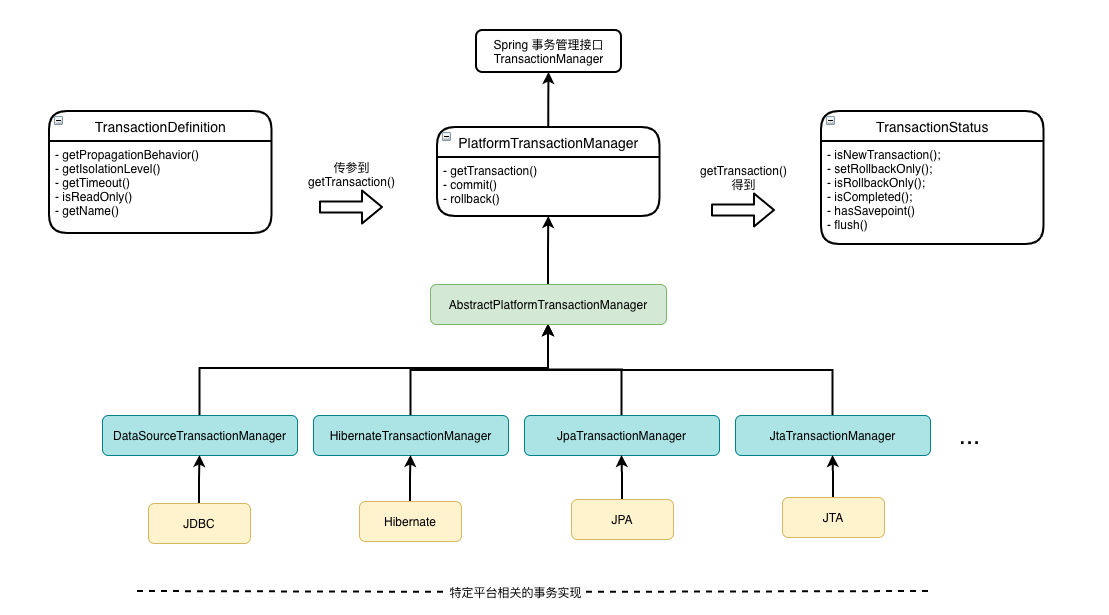 Spring 事务管理接口
TransactionManager
TransactionDefinition
- getPropagationBehavior()
- getIsolationLevel()
- getTimeout()
- isReadOnly()
- getName()
传参到
getTransaction()
PlatformTransactionManager
- getTransaction()
- commit()
- rollback()
getTransaction()
得到
TransactionStatus
- isNewTransaction();
- setRollbackOnly();
- isRollbackOnly();
- isCompleted();
- hasSavepoint()
- flush()
AbstractPlatformTransactionManager
DataSourceTransactionManager
HibernateTransactionManager
JpaTransactionManager
JtaTransactionManager
...
JDBC
Hibernate
JPA
JTA
特定平台相关的事务实现